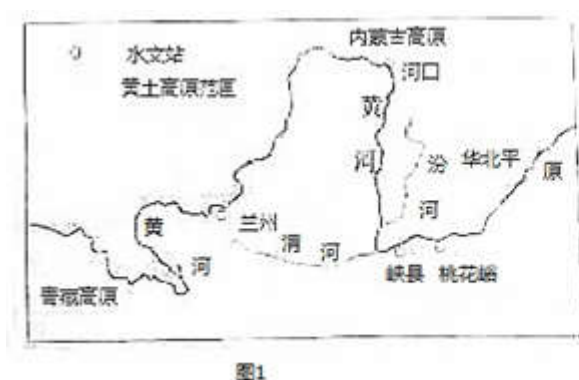 内蒙古高原
水文站
河口
黄土高原范围
黄
河
汾
华北平
原
河
兰州
渭
河
黄
河
陕县
桃花峪
青藏高原
图1